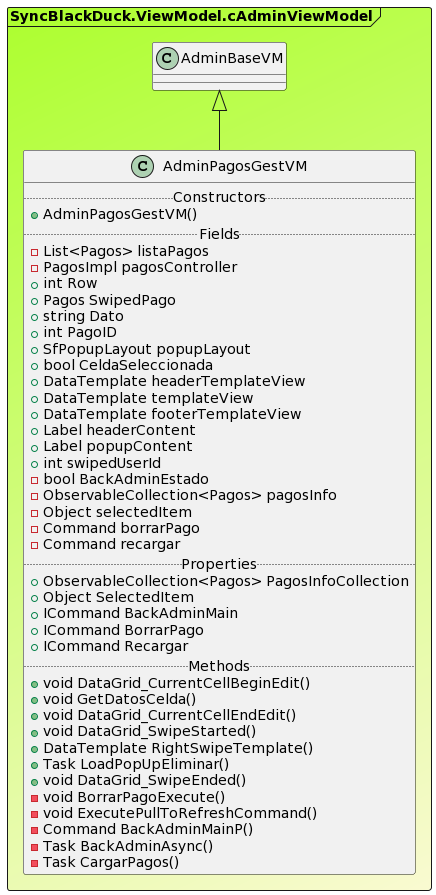 SyncBlackDuck.ViewModel.cAdminViewModel
C AdminBaseVM
C AdminPagosGestVM
Constructors
AdminPagosGestVM()
Fields
List<Pagos> listaPagos
PagosImpl pagosController
int Row
Pagos SwipedPago
string Dato
int PagoID
SfPopupLayout popupLayout
bool CeldaSeleccionada
DataTemplate headerTemplateView
DataTemplate templateView
DataTemplate footerTemplateView
Label headerContent
Label popupContent
int swipedUserId
bool BackAdminEstado
ObservableCollection<Pagos> pagosInfo
Object selectedItem
Command borrarPago
Command recargar
Properties
ObservableCollection<Pagos> PagosInfoCollection
Object SelectedItem
ICommand BackAdminMain
ICommand BorrarPago
ICommand Recargar
Methods
void DataGrid_CurrentCellBeginEdit()
void GetDatosCelda()
void DataGrid_CurrentCellEndEdit()
void DataGrid_SwipeStarted()
DataTemplate RightSwipeTemplate()
Task LoadPopUpEliminar()
void DataGrid_SwipeEnded()
void BorrarPagoExecute()
void ExecutePullToRefreshCommand()
Command BackAdminMainP()
Task BackAdminAsync()
Task CargarPagos()